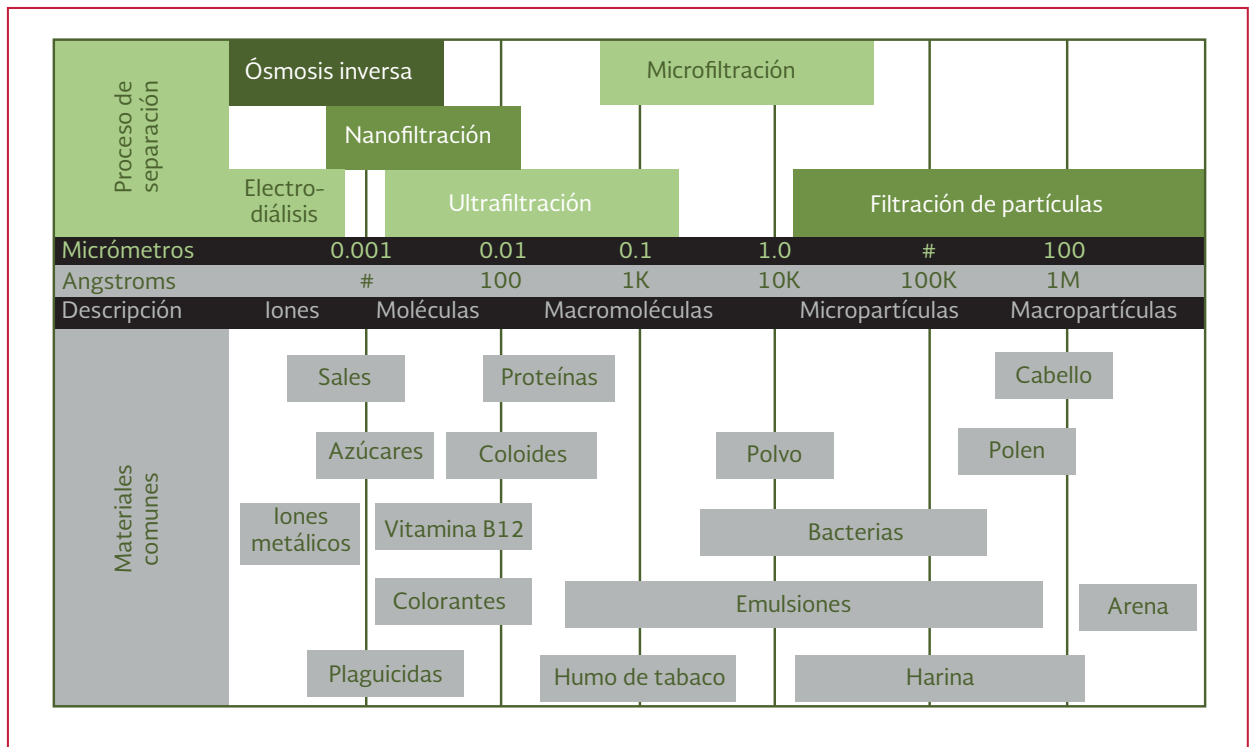 Proceso de
separación
Ósmosis inversa
Microfiltración
Nanofiltración
Electro-
diálisis
Ultrafiltración
Filtración de partículas
Micrómetros 0.001 0.01 0.1 1.0 # 100
Angstroms # 100 1K 10K 100K 1M
Descripción Iones Moléculas Macromoléculas Micropartículas Macropartículas
Materiales
comunes
Sales Proteínas Cabello
Azúcares Coloides Polvo Polen
Iones
metálicos
Vitamina B12 Bacterias
Colorantes Emulsiones Arena
Plaguicidas Humo de tabaco Harina